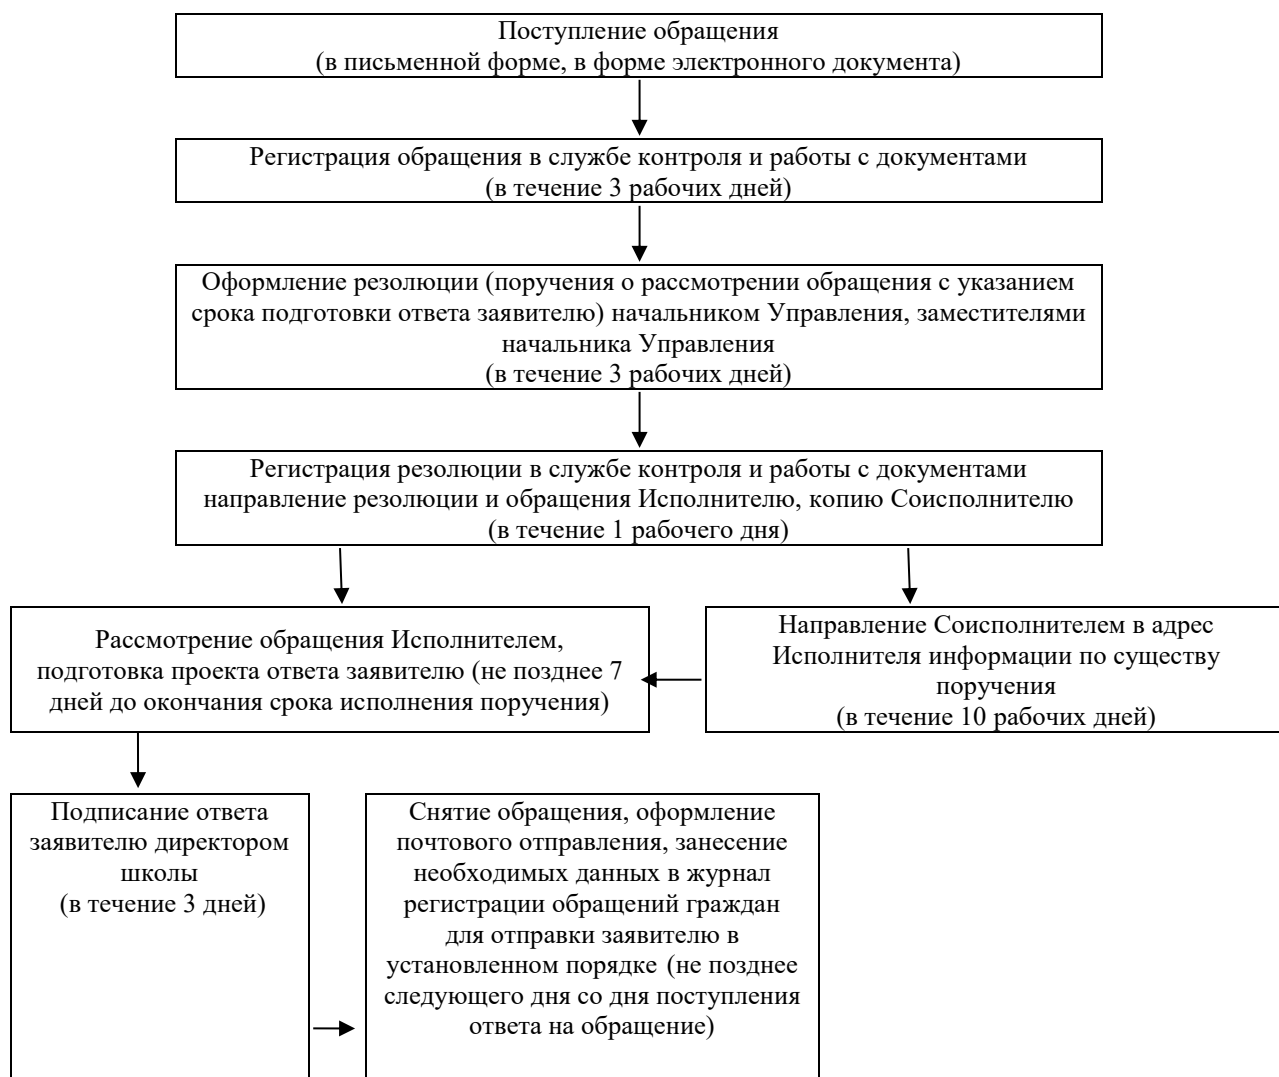 Поступление обращения
(в письменной форме, в форме электронного документа)
Регистрация обращения в службе контроля и работы с документами
(в течение 3 рабочих дней)
Оформление резолюции (поручения о рассмотрении обращения с указанием
срока подготовки ответа заявителю) начальником Управления, заместителями
начальника Управления
(в течение 3 рабочих дней)
Регистрация резолюции в службе контроля и работы с документами
направление резолюции и обращения Исполнителю, копию Соисполнителю
(в течение 1 рабочего дня)
Рассмотрение обращения Исполнителем,
подготовка проекта ответа заявителю (не позднее 7
дней до окончания срока исполнения поручения)
Направление Соисполнителем в адрес
Исполнителя информации по существу
поручения
(в течение 10 рабочих дней)
Подписание ответа
заявителю директором
школы
(в течение 3 дней)
Снятие обращения, оформление
почтового отправления, занесение
необходимых данных в журнал
регистрации обращений граждан
для отправки заявителю в
установленном порядке (не позднее
следующего дня со дня поступления
ответа на обращение)